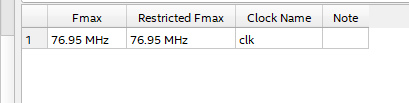 Fmax Restricted Fmax Clock Name Note
1 76.95 MHz 76.95 MHz clk